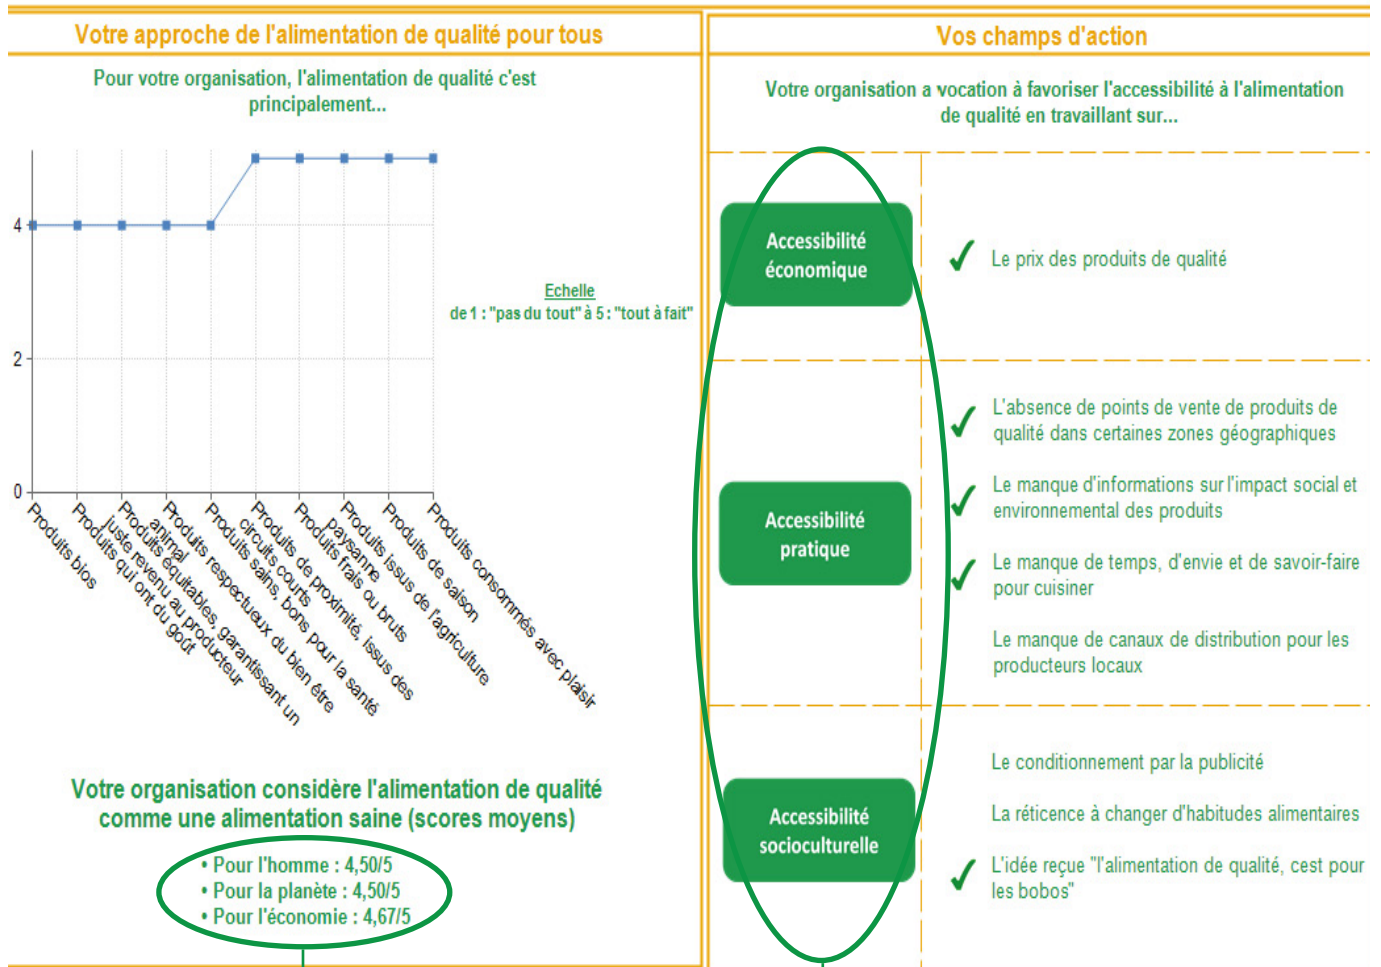 Votre approche de l'alimentation de qualité pour tous
Pour votre organisation, l'alimentation de qualité c'est
principalement...
4
2
0
Echelle
de 1 : "pas du tout" à 5 : "tout à fait"
Produits bios
Produits qui ont du goût
Produits équitables, garantissant un
juste revenu au producteur
Produits respectueux du bien être
animal
Produits sains, bons pour la santé
Produits de proximité, issus des
circuits courts
Produits frais ou bruts
Produits issus de l'agriculture
paysanne
Produits de saison
Produits consommés avec plaisir
Votre organisation considère l'alimentation de qualité
comme une alimentation saine (scores moyens)
• Pour l'homme : 4,50/5
• Pour la planète : 4,50/5
• Pour l'économie : 4,67/5
Vos champs d'action
Votre organisation a vocation à favoriser l'accessibilité à l'alimentation
de qualité en travaillant sur...
Accessibilité
économique
Le prix des produits de qualité
Accessibilité
pratique
L'absence de points de vente de produits de
qualité dans certaines zones géographiques
Le manque d'informations sur l'impact social et
environnemental des produits
Le manque de temps, d'envie et de savoir-faire
pour cuisiner
Le manque de canaux de distribution pour les
producteurs locaux
Accessibilité
socioculturelle
Le conditionnement par la publicité
La réticence à changer d'habitudes alimentaires
L'idée reçue "l'alimentation de qualité, cest pour
les bobos"